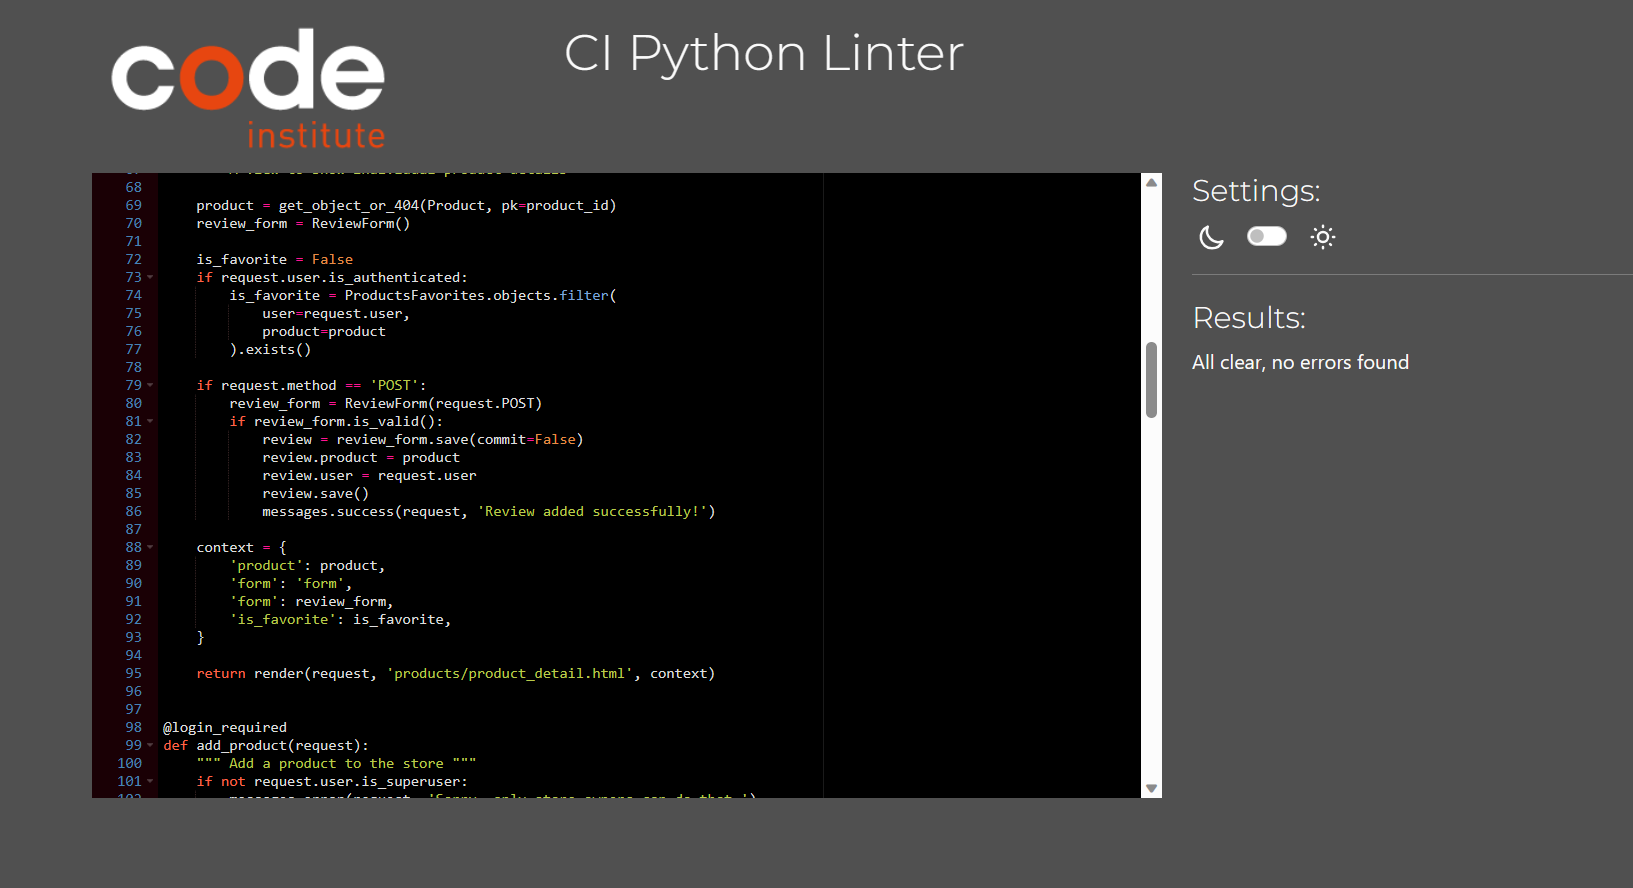 code
institute
CI Python Linter
68
69 product = get_object_or_404(Product, pk=product_id)
70 review_form = ReviewForm()
71
72 is_favorite = False
73 if request.user.is_authenticated:
74 is_favorite = ProductsFavorites.objects.filter(
75 user=request.user,
76 product=product
77 ).exists()
78
79 if request.method == 'POST':
80 review_form = ReviewForm(request.POST)
81 if review_form.is_valid():
82 review = review_form.save(commit=False)
83 review.product = product
84 review.user = request.user
85 review.save()
86 messages.success(request, 'Review added successfully!')
87
88 context = {
89 'product': product,
90 'form': 'form',
91 'form': review_form,
92 'is_favorite': is_favorite,
93 }
94
95 return render(request, 'products/product_detail.html', context)
96
97
98 @login_required
99 def add_product(request):
100 """ Add a product to the store """
101 if not request.user.is_superuser:
Settings:
Results:
All clear, no errors found